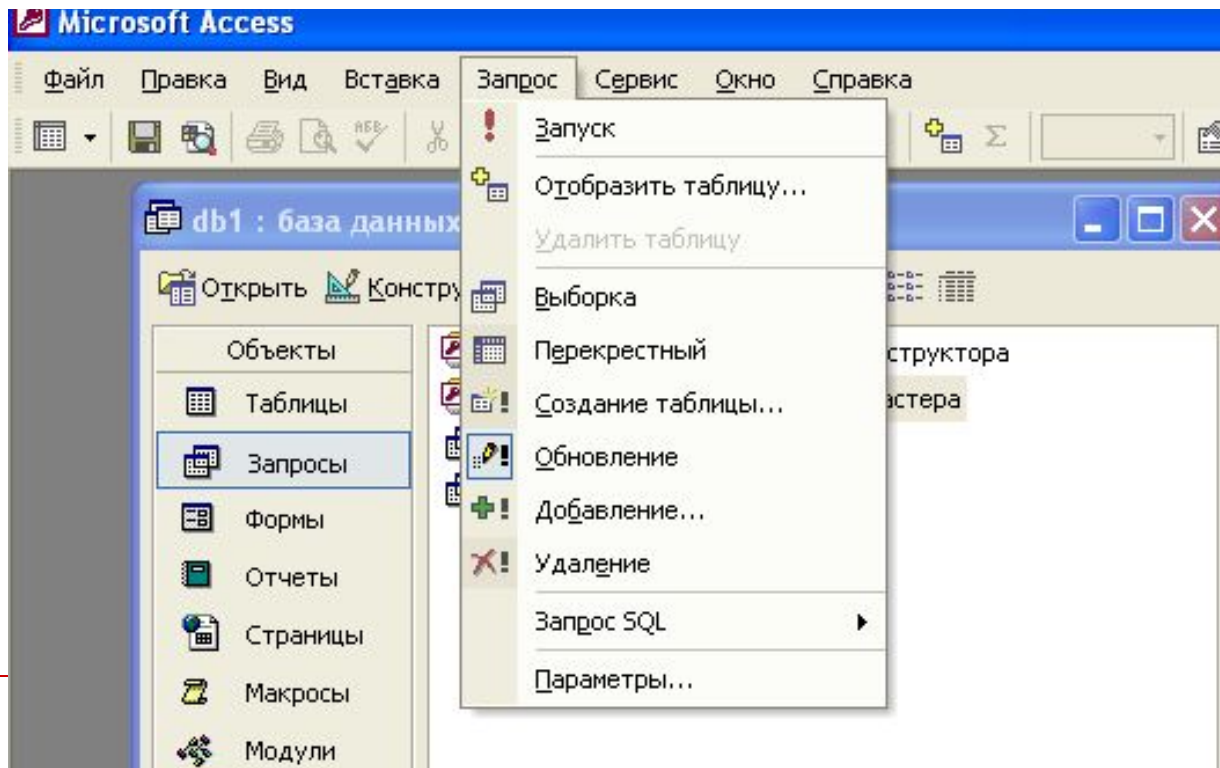 Microsoft Access
Файл Правка Вид Вставка Запрос Сервис Окно Справка
Запуск
Отобразить таблицу...
Удалить таблицу
Выборка
Перекрестный
Создание таблицы...
Обновление
Добавление...
Удаление
Запрос SQL
Параметры...
db1 : база данных
Открыть Констру
Объекты
Таблицы
Запросы
Формы
Отчеты
Страницы
Макросы
Модули
структора
астера